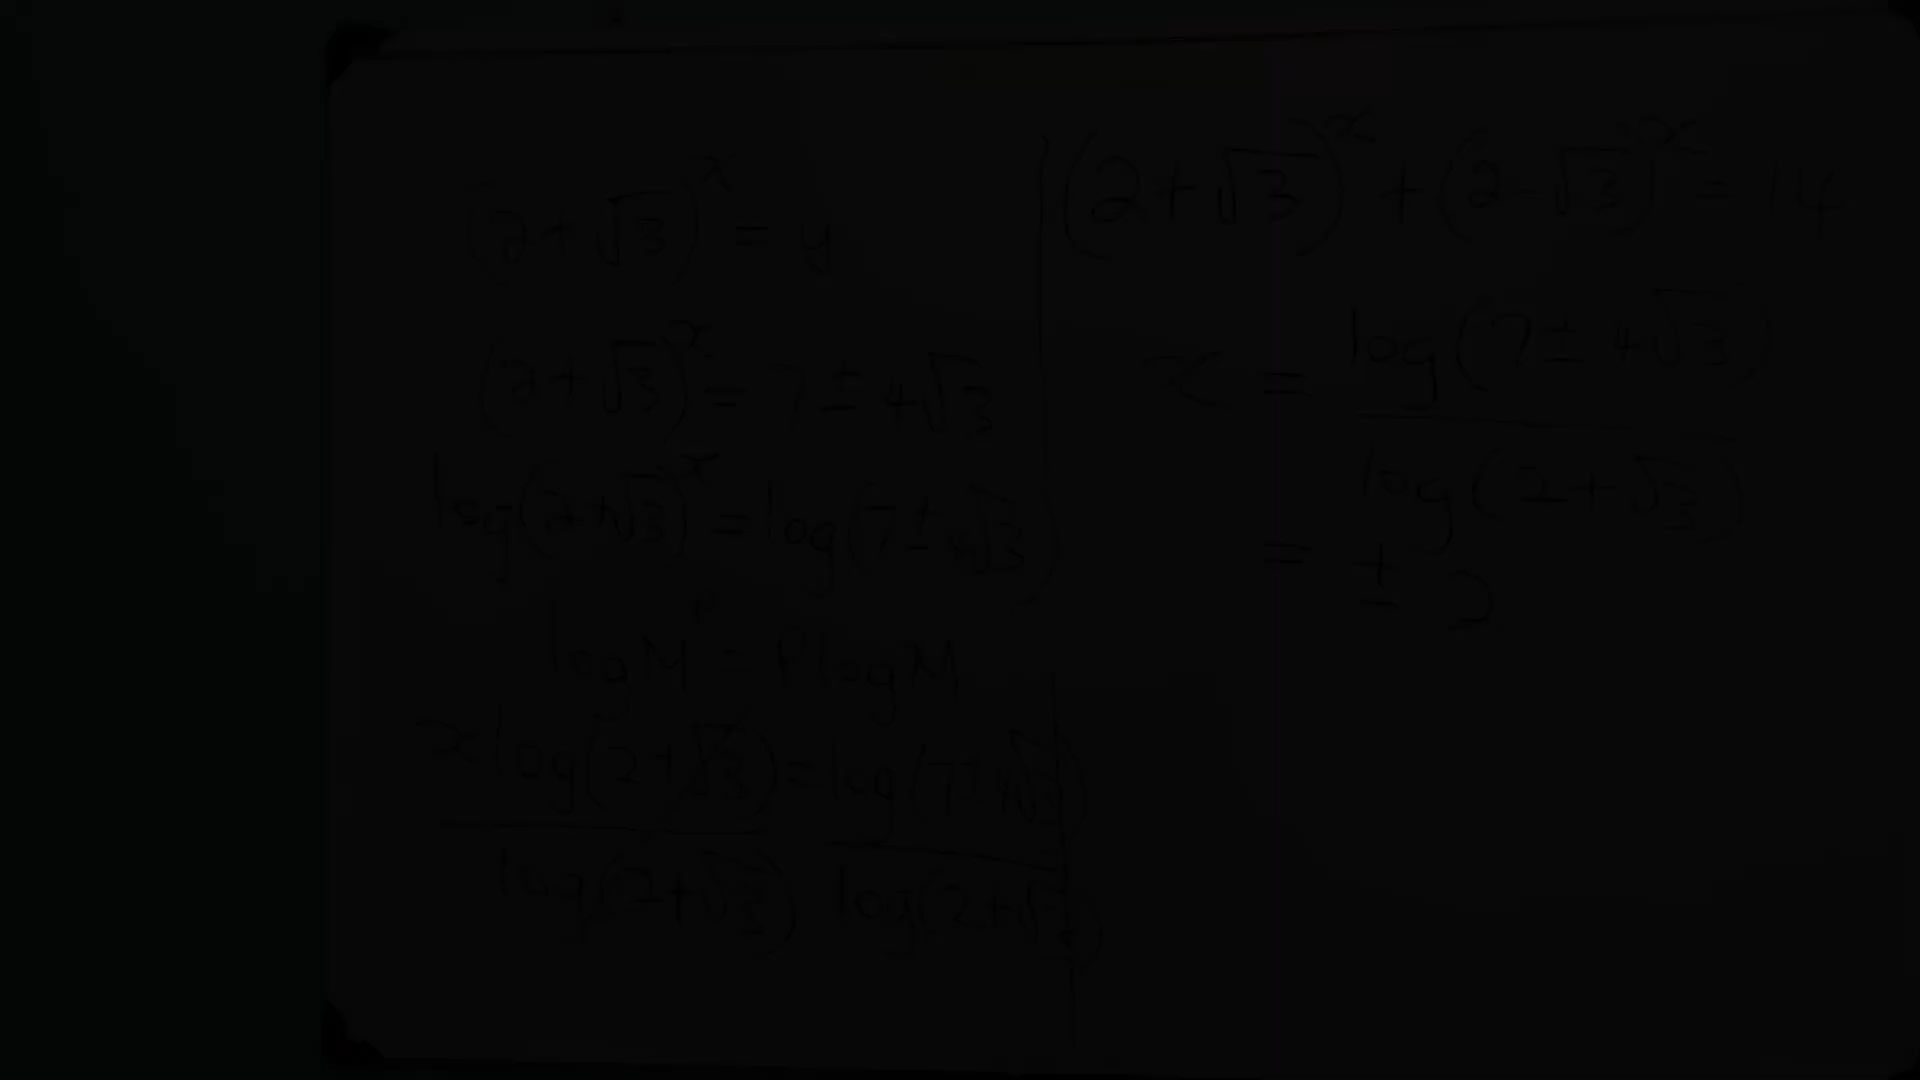 (2+√3)^x = y
(2+√3)^x = 7 ± 4√3
log(2+√3)^x = log(7 ± 4√3)
log M^P = P log M
x log(2+√3) = log(7 ± 4√3)
log(2+√3) log(2+√3)
(2+√3)^x + (2-√3)^x = 14
x = log(7 ± 4√3)
log(2+√3)
= ± 2